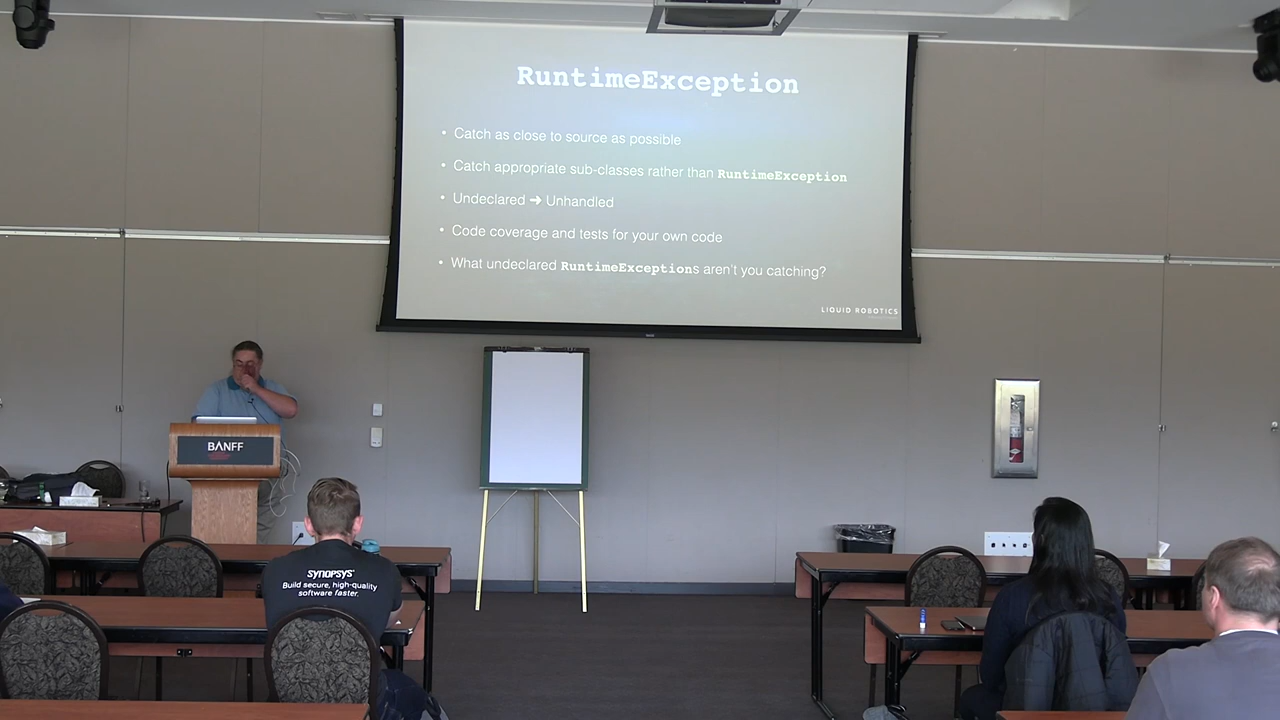 RuntimeException
• Catch as close to source as possible
• Catch appropriate sub-classes rather than RuntimeException
• Undeclared ➔ Unhandled
• Code coverage and tests for your own code
• What undeclared RuntimeExceptions aren't you catching?
LIQUID ROBOTICS
BANFF
SYNOPSYS®
Build secure, high-quality
software faster.